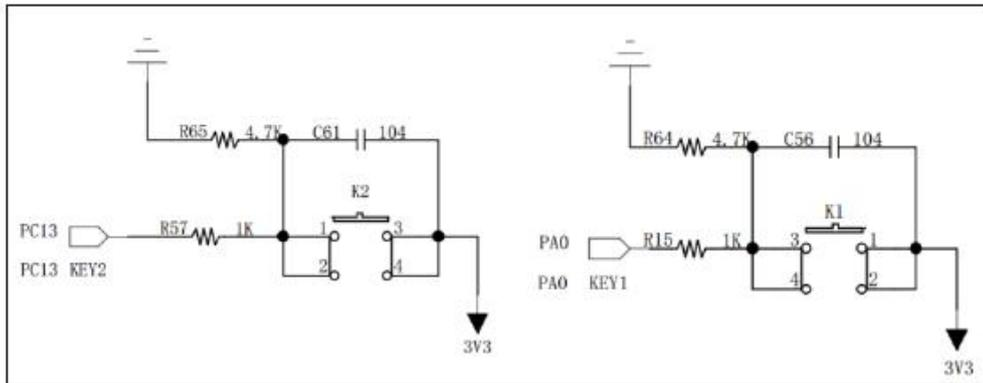 R65 4.7K C61 104
K2
PC13 R57 1K 1 3
PC13 KEY2 2 4
3V3
R64 4.7K C56 104
K1
PA0 R15 1K 3 1
PA0 KEY1 4 2
3V3